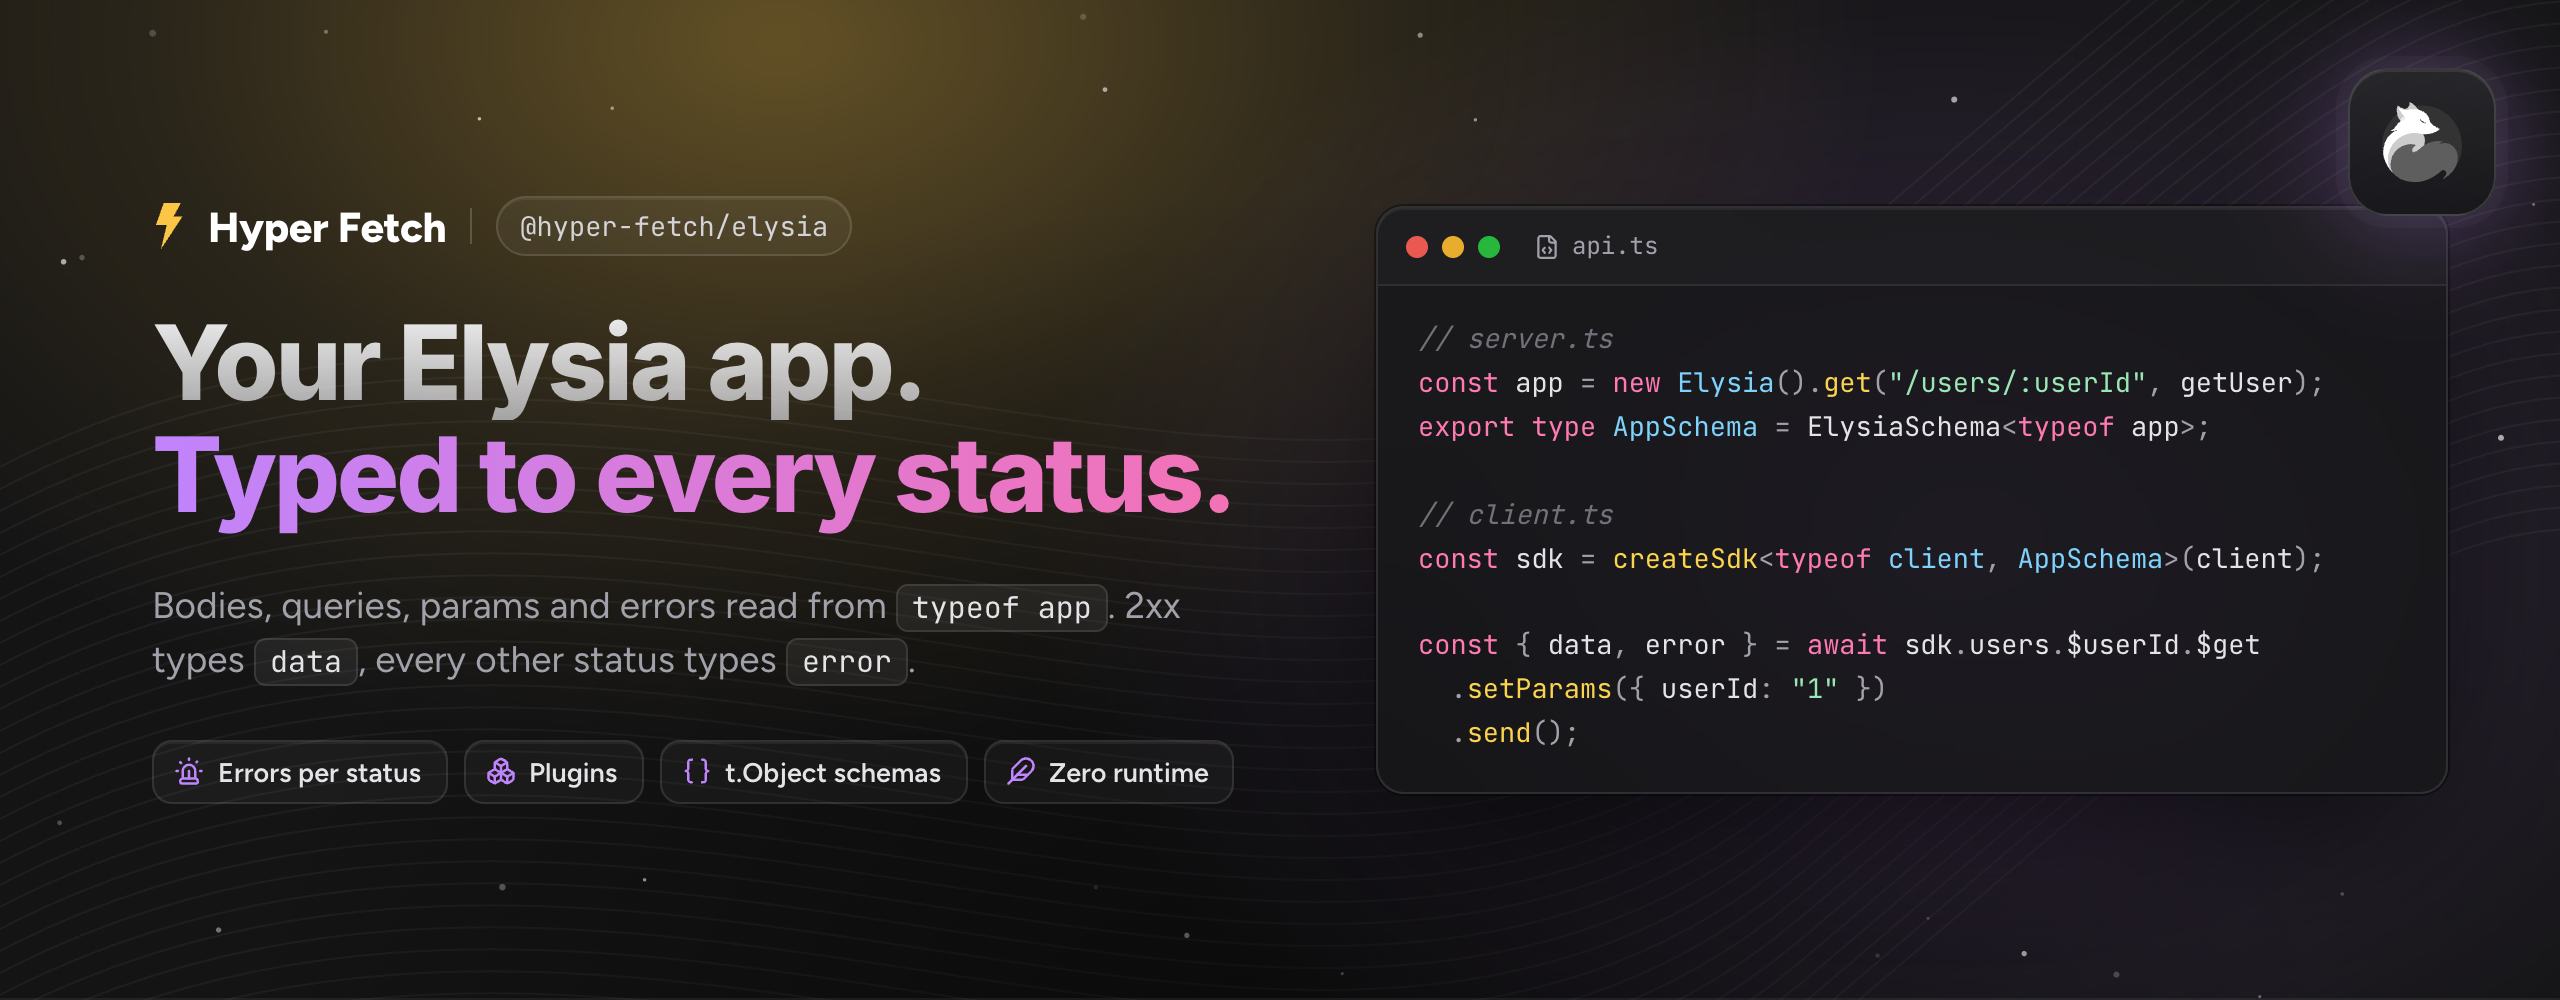 Hyper Fetch
@hyper-fetch/elysia
Your Elysia app.
Typed to every status.
Bodies, queries, params and errors read from typeof app. 2xx
types data, every other status types error.
Errors per status
Plugins
t.Object schemas
Zero runtime
api.ts
// server.ts
const app = new Elysia().get("/users/:userId", getUser);
export type AppSchema = ElysiaSchema<typeof app>;
// client.ts
const sdk = createSdk<typeof client, AppSchema>(client);
const { data, error } = await sdk.users.$userId.$get
  .setParams({ userId: "1" })
  .send();